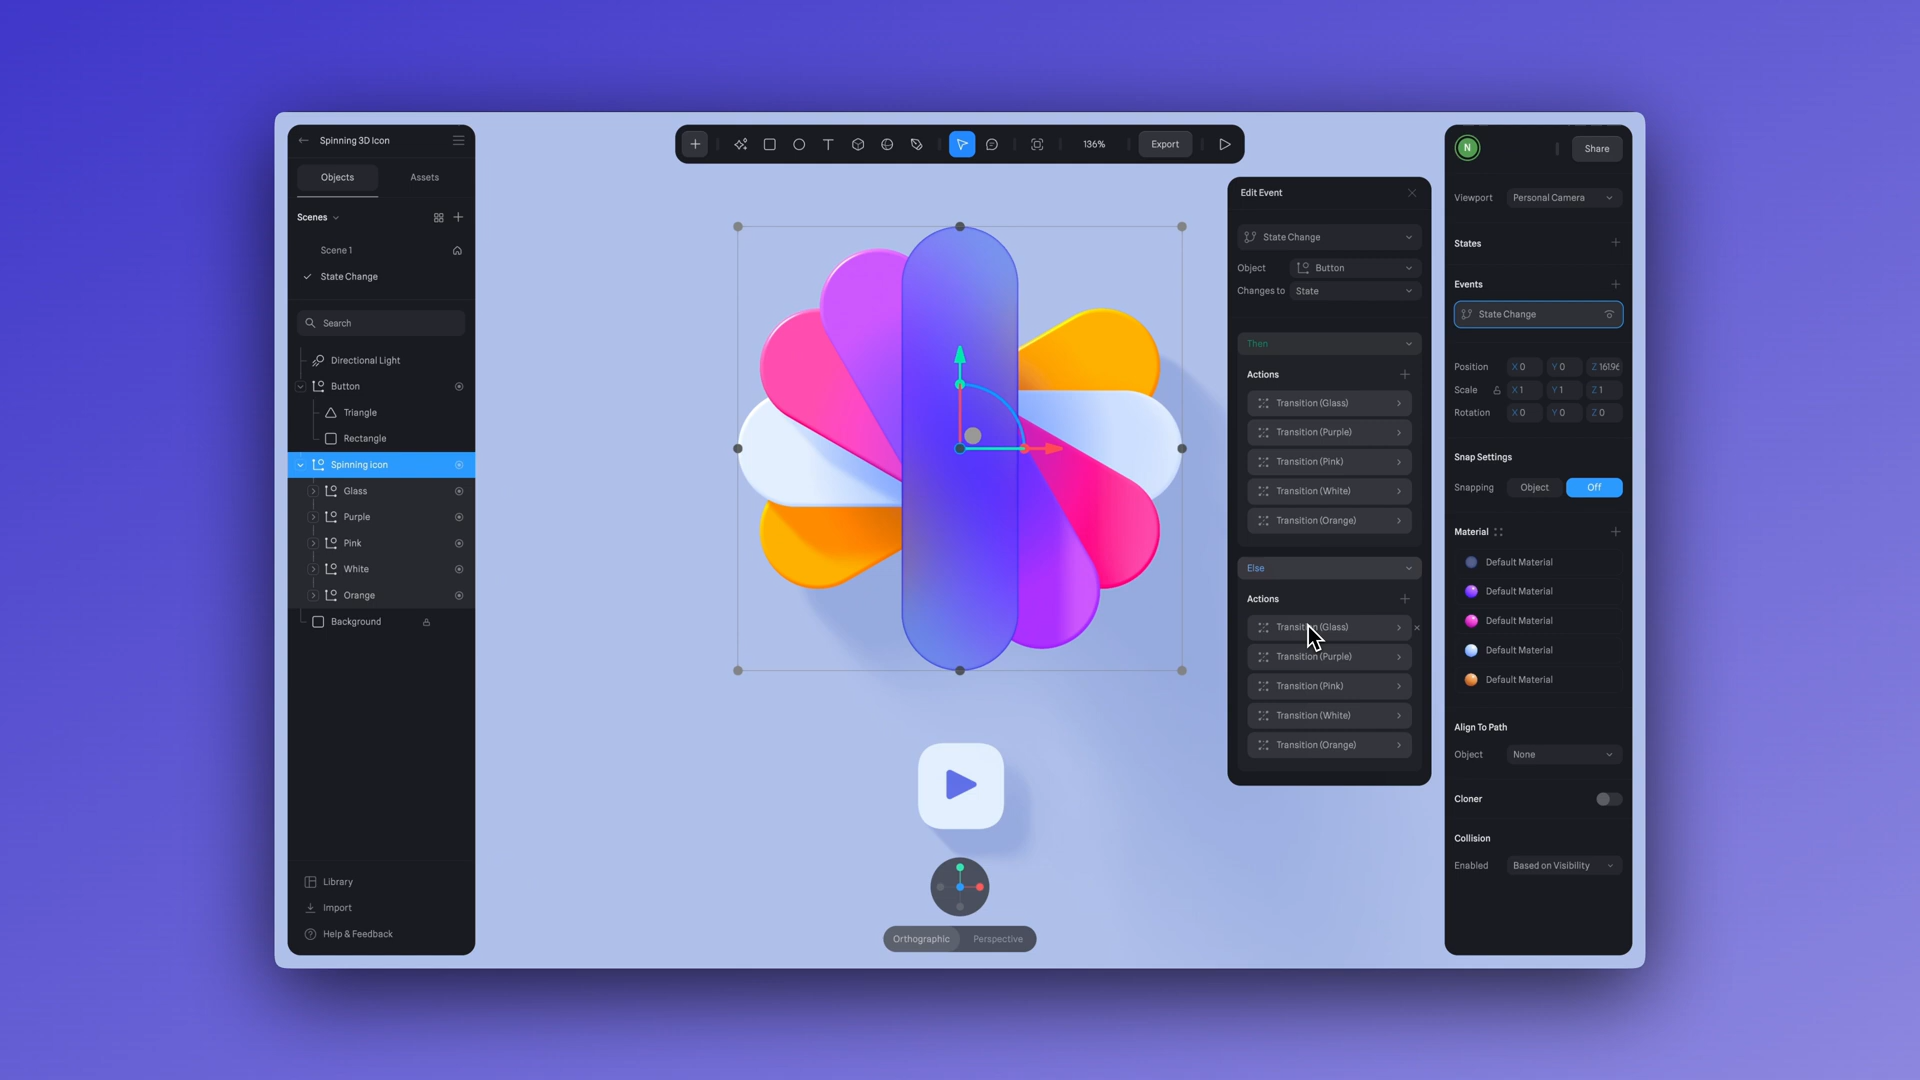 Spinning 3D Icon
Objects
Assets
Scenes
Scene 1
State Change
Search
Directional Light
Button
Triangle
Rectangle
Spinning icon
Glass
Purple
Pink
White
Orange
Background
Library
Import
Help & Feedback
T
136%
Export
Orthographic
Perspective
Edit Event
State Change
Object
Button
Changes to
State
Then
Actions
Transition (Glass)
Transition (Purple)
Transition (Pink)
Transition (White)
Transition (Orange)
Else
Actions
Transition (Glass)
Transition (Purple)
Transition (Pink)
Transition (White)
Transition (Orange)
N
Share
Viewport
Personal Camera
States
Events
State Change
Position X 0 Y 0 Z 161.96
Scale X 1 Y 1 Z 1
Rotation X 0 Y 0 Z 0
Snap Settings
Snapping
Object
Off
Material
Default Material
Default Material
Default Material
Default Material
Default Material
Align To Path
Object
None
Cloner
Collision
Enabled
Based on Visibility